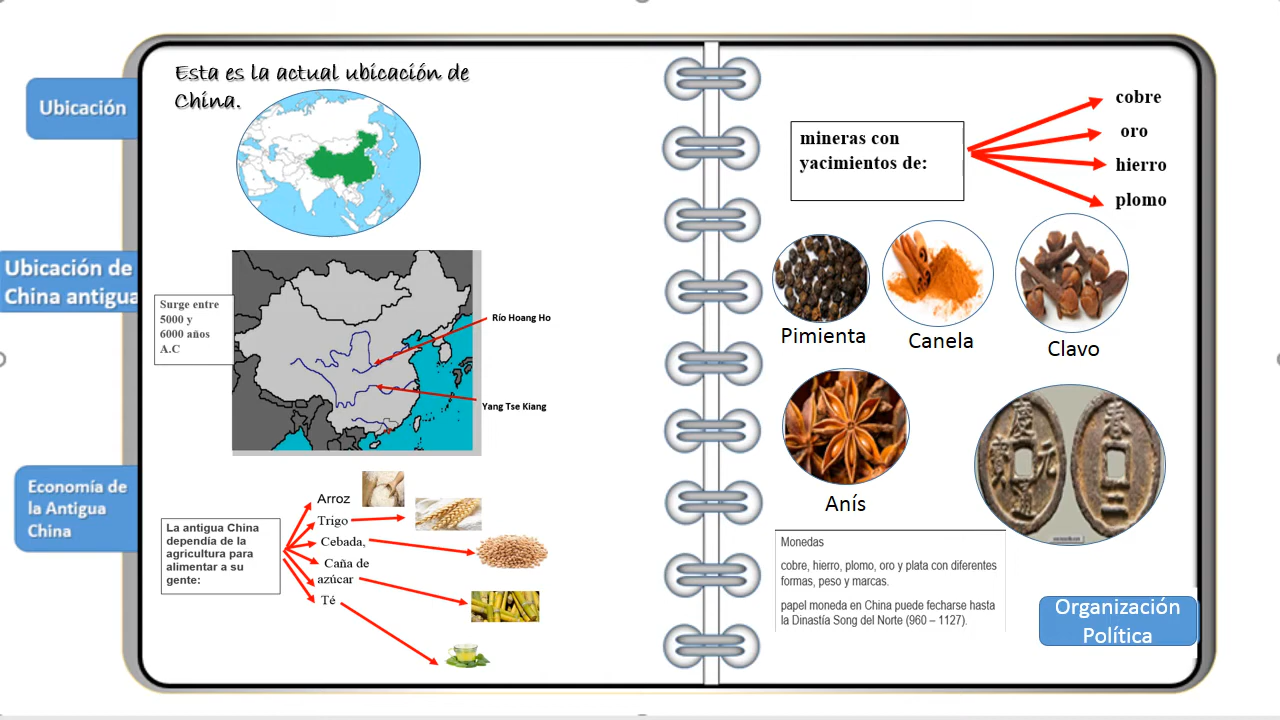 Ubicación
Ubicación de
China antigua
Economía de
la Antigua
China
Esta es la actual ubicación de
China.
Surge entre
5000 y
6000 años
A.C
Río Hoang Ho
Yang Tse Kiang
La antigua China
dependía de la
agricultura para
alimentar a su
gente:
Arroz
Trigo
Cebada,
Caña de
azúcar
Té
mineras con
yacimientos de:
cobre
oro
hierro
plomo
Pimienta
Canela
Clavo
Anís
Monedas
cobre, hierro, plomo, oro y plata con diferentes
formas, peso y marcas.
papel moneda en China puede fecharse hasta
la Dinastía Song del Norte (960 – 1127).
Organización
Política